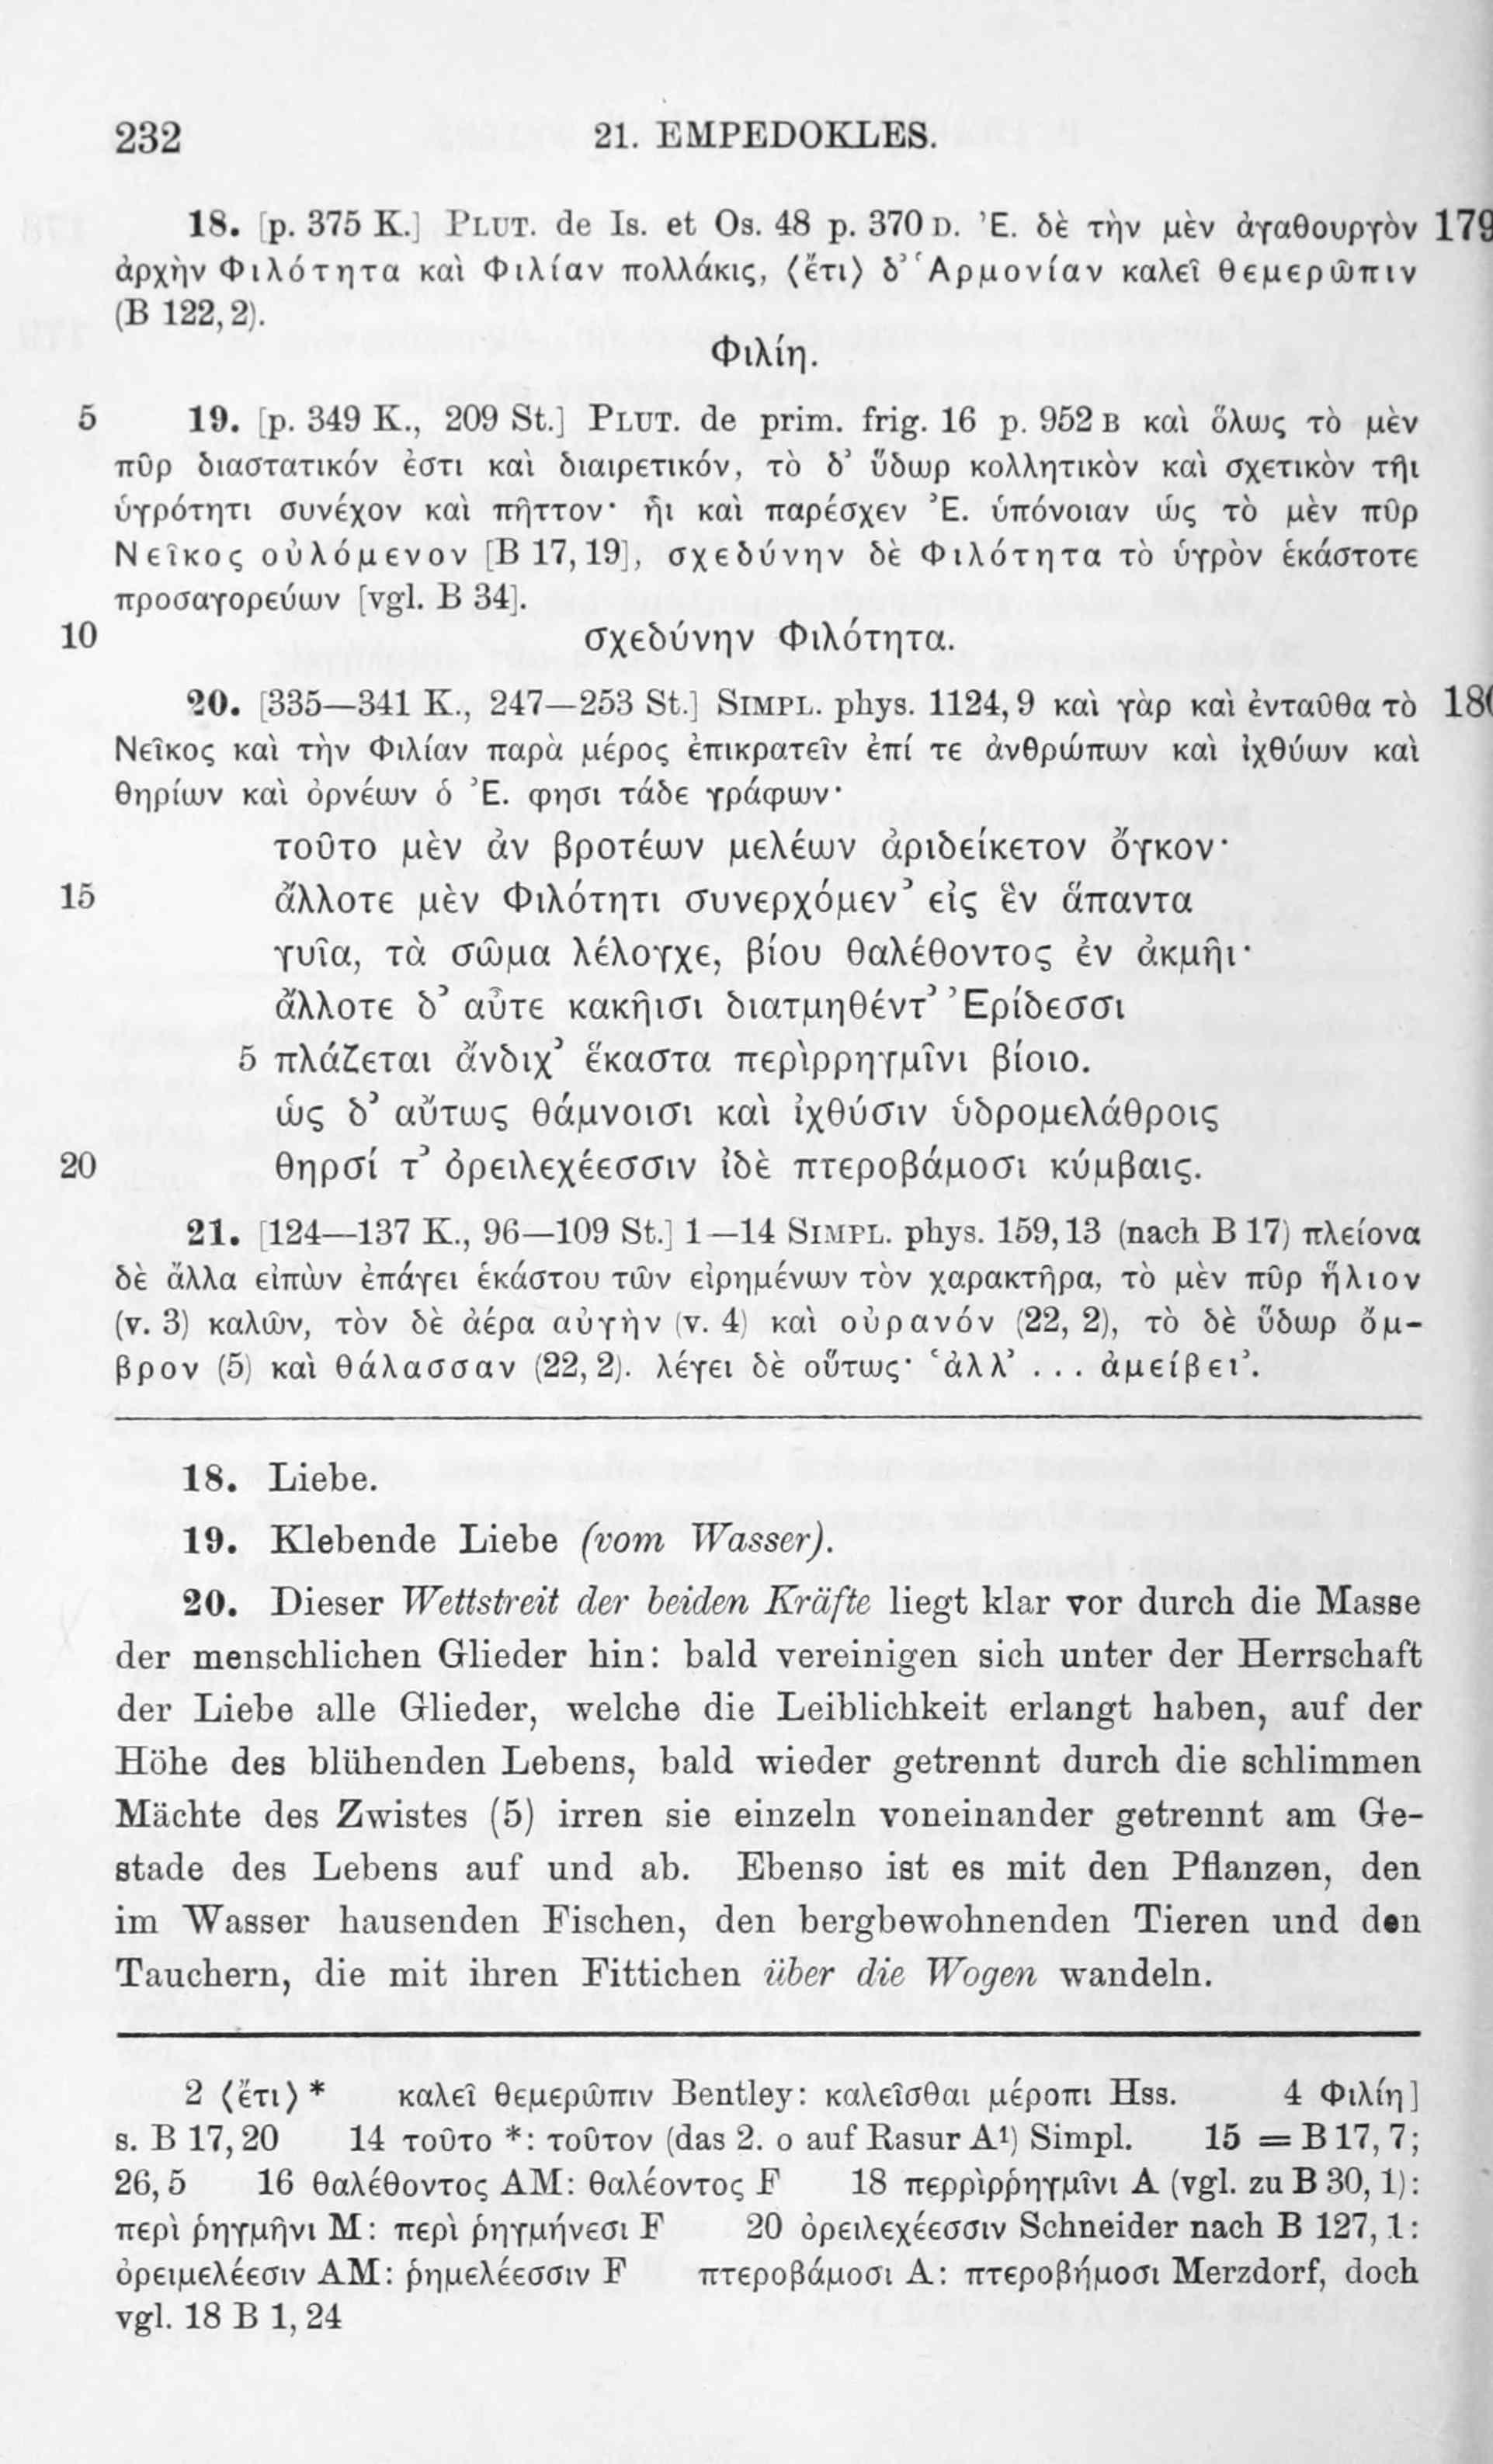 232 21. EMPEDOKLES.
18. [p. 375 K.] PLUT. de Is. et Os. 48 p. 370 D. Ἐ. δὲ τὴν μὲν ἀγαθουργὸν 179
ἀρχὴν Φιλότητα καὶ Φιλίαν πολλάκις, ⟨ἔτι⟩ δ' Ἁρμονίαν καλεῖ θεμερῶπιν
(B 122, 2).
Φιλίη.
5 19. [p. 349 K., 209 St.] PLUT. de prim. frig. 16 p. 952 B καὶ ὅλως τὸ μὲν
πῦρ διαστατικόν ἐστι καὶ διαιρετικόν, τὸ δ' ὕδωρ κολλητικὸν καὶ σχετικὸν τῆι
ὑγρότητι συνέχον καὶ πῆττον· ἧι καὶ παρέσχεν Ἐ. ὑπόνοιαν ὡς τὸ μὲν πῦρ
Νεῖκος οὐλόμενον [B 17, 19], σχεδύνην δὲ Φιλότητα τὸ ὑγρὸν ἑκάστοτε
προσαγορεύων [vgl. B 34].
10 σχεδύνην Φιλότητα.
20. [335—341 K., 247—253 St.] SIMPL. phys. 1124, 9 καὶ γὰρ καὶ ἐνταῦθα τὸ 18
Νεῖκος καὶ τὴν Φιλίαν παρὰ μέρος ἐπικρατεῖν ἐπί τε ἀνθρώπων καὶ ἰχθύων καὶ
θηρίων καὶ ὀρνέων ὁ Ἐ. φησι τάδε γράφων·
τοῦτο μὲν ἀν βροτέων μελέων ἀριδείκετον ὄγκον·
15 ἄλλοτε μὲν Φιλότητι συνερχόμεν' εἰς ἓν ἅπαντα
γυῖα, τὰ σῶμα λέλογχε, βίου θαλέθοντος ἐν ἀκμῆι·
ἄλλοτε δ' αὖτε κακῆισι διατμηθέντ' Ἐρίδεσσι
5 πλάζεται ἄνδιχ' ἕκαστα περὶρρηγμῖνι βίοιο.
ὡς δ' αὔτως θάμνοισι καὶ ἰχθύσιν ὑδρομελάθροις
20 θηρσί τ' ὀρειλεχέεσσιν ἰδὲ πτεροβάμοσι κύμβαις.
21. [124—137 K., 96—109 St.] 1—14 SIMPL. phys. 159, 13 (nach B 17) πλείονα
δὲ ἄλλα εἰπὼν ἐπάγει ἑκάστου τῶν εἰρημένων τὸν χαρακτῆρα, τὸ μὲν πῦρ ἥλιον
(v. 3) καλῶν, τὸν δὲ ἀέρα αὐγὴν (v. 4) καὶ οὐρανόν (22, 2), τὸ δὲ ὕδωρ ὄμ-
βρον (5) καὶ θάλασσαν (22, 2). λέγει δὲ οὕτως· 'ἀλλ' ... ἀμείβει'.
18. Liebe.
19. Klebende Liebe (vom Wasser).
20. Dieser Wettstreit der beiden Kräfte liegt klar vor durch die Masse
der menschlichen Glieder hin: bald vereinigen sich unter der Herrschaft
der Liebe alle Glieder, welche die Leiblichkeit erlangt haben, auf der
Höhe des blühenden Lebens, bald wieder getrennt durch die schlimmen
Mächte des Zwistes (5) irren sie einzeln voneinander getrennt am Ge-
stade des Lebens auf und ab. Ebenso ist es mit den Pflanzen, den
im Wasser hausenden Fischen, den bergbewohnenden Tieren und den
Tauchern, die mit ihren Fittichen über die Wogen wandeln.
2 ⟨ἔτι⟩ * καλεῖ θεμερῶπιν Bentley: καλεῖσθαι μέροπι Hss. 4 Φιλίη]
s. B 17, 20 14 τοῦτο *: τοῦτον (das 2. ο auf Rasur A¹) Simpl. 15 = B 17, 7;
26, 5 16 θαλέθοντος AM: θαλέοντος F 18 περρὶρρηγμῖνι A (vgl. zu B 30, 1):
περὶ ῥηγμῆνι M: περὶ ῥηγμήνεσι F 20 ὀρειλεχέεσσιν Schneider nach B 127, 1:
ὀρειμελέεσιν AM: ῥημελέεσσιν F πτεροβάμοσι A: πτεροβήμοσι Merzdorf, doch
vgl. 18 B 1, 24